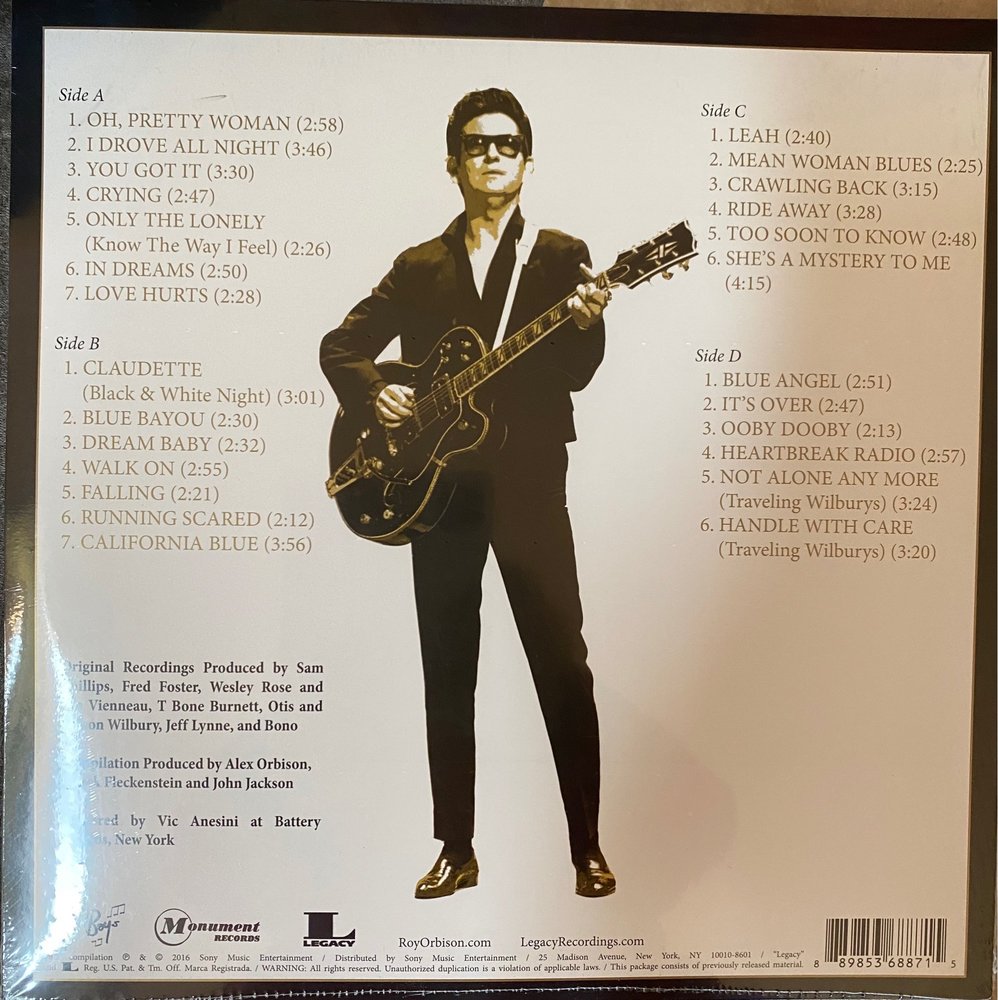 Side A
1. OH, PRETTY WOMAN (2:58)
2. I DROVE ALL NIGHT (3:46)
3. YOU GOT IT (3:30)
4. CRYING (2:47)
5. ONLY THE LONELY
(Know The Way I Feel) (2:26)
6. IN DREAMS (2:50)
7. LOVE HURTS (2:28)
Side B
1. CLAUDETTE
(Black & White Night) (3:01)
2. BLUE BAYOU (2:30)
3. DREAM BABY (2:32)
4. WALK ON (2:55)
5. FALLING (2:21)
6. RUNNING SCARED (2:12)
7. CALIFORNIA BLUE (3:56)
Side C
1. LEAH (2:40)
2. MEAN WOMAN BLUES (2:25)
3. CRAWLING BACK (3:15)
4. RIDE AWAY (3:28)
5. TOO SOON TO KNOW (2:48)
6. SHE'S A MYSTERY TO ME
(4:15)
Side D
1. BLUE ANGEL (2:51)
2. IT'S OVER (2:47)
3. OOBY DOOBY (2:13)
4. HEARTBREAK RADIO (2:57)
5. NOT ALONE ANY MORE
(Traveling Wilburys) (3:24)
6. HANDLE WITH CARE
(Traveling Wilburys) (3:20)
Original Recordings Produced by Sam
Fred Foster, Wesley Rose and
Vienneau, T Bone Burnett, Otis and
Wilbury, Jeff Lynne, and Bono
Produced by Alex Orbison,
Fleckenstein and John Jackson
by Vic Anesini at Battery
New York
Boys
Monument
RECORDS
L
LEGACY
RoyOrbison.com
LegacyRecordings.com
Compilation ℗ & © 2016 Sony Music Entertainment / Distributed by Sony Music Entertainment / 25 Madison Avenue, New York, NY 10010-8601 / "Legacy"
and L Reg. U.S. Pat. & Tm. Off. Marca Registrada. / WARNING: All rights reserved. Unauthorized duplication is a violation of applicable laws. / This package consists of previously released material.
8 89853 68871 5